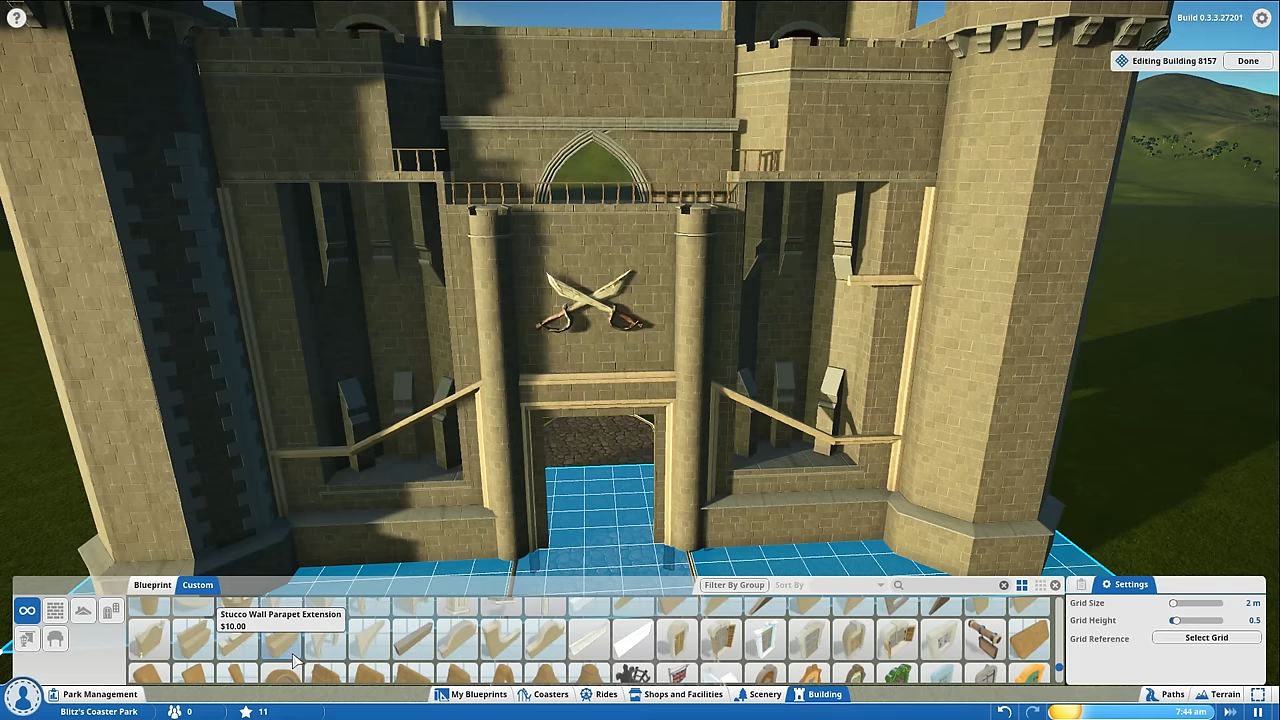 ?
Build 0.3.3.27201
Editing Building 8157
Done
Blueprint
Custom
Filter By Group
Sort By
Settings
Stucco Wall Parapet Extension
$10.00
Grid Size
2 m
Grid Height
0.5
Grid Reference
Select Grid
Park Management
My Blueprints
Coasters
Rides
Shops and Facilities
Scenery
Building
Paths
Terrain
Blitz's Coaster Park
0
11
7:44 am